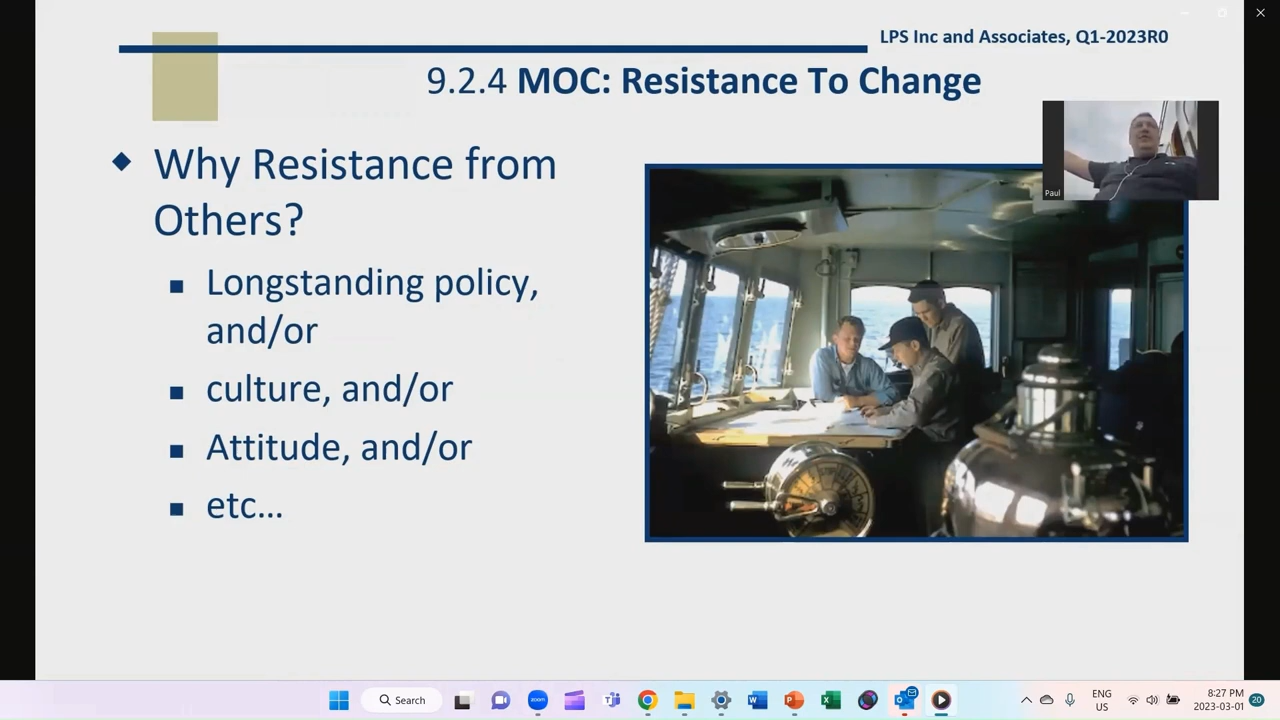 LPS Inc and Associates, Q1-2023R0
9.2.4 MOC: Resistance To Change
Paul
Why Resistance from
Others?
Longstanding policy,
and/or
culture, and/or
Attitude, and/or
etc...
Search
zoom
ENG
US
8:27 PM
2023-03-01
20